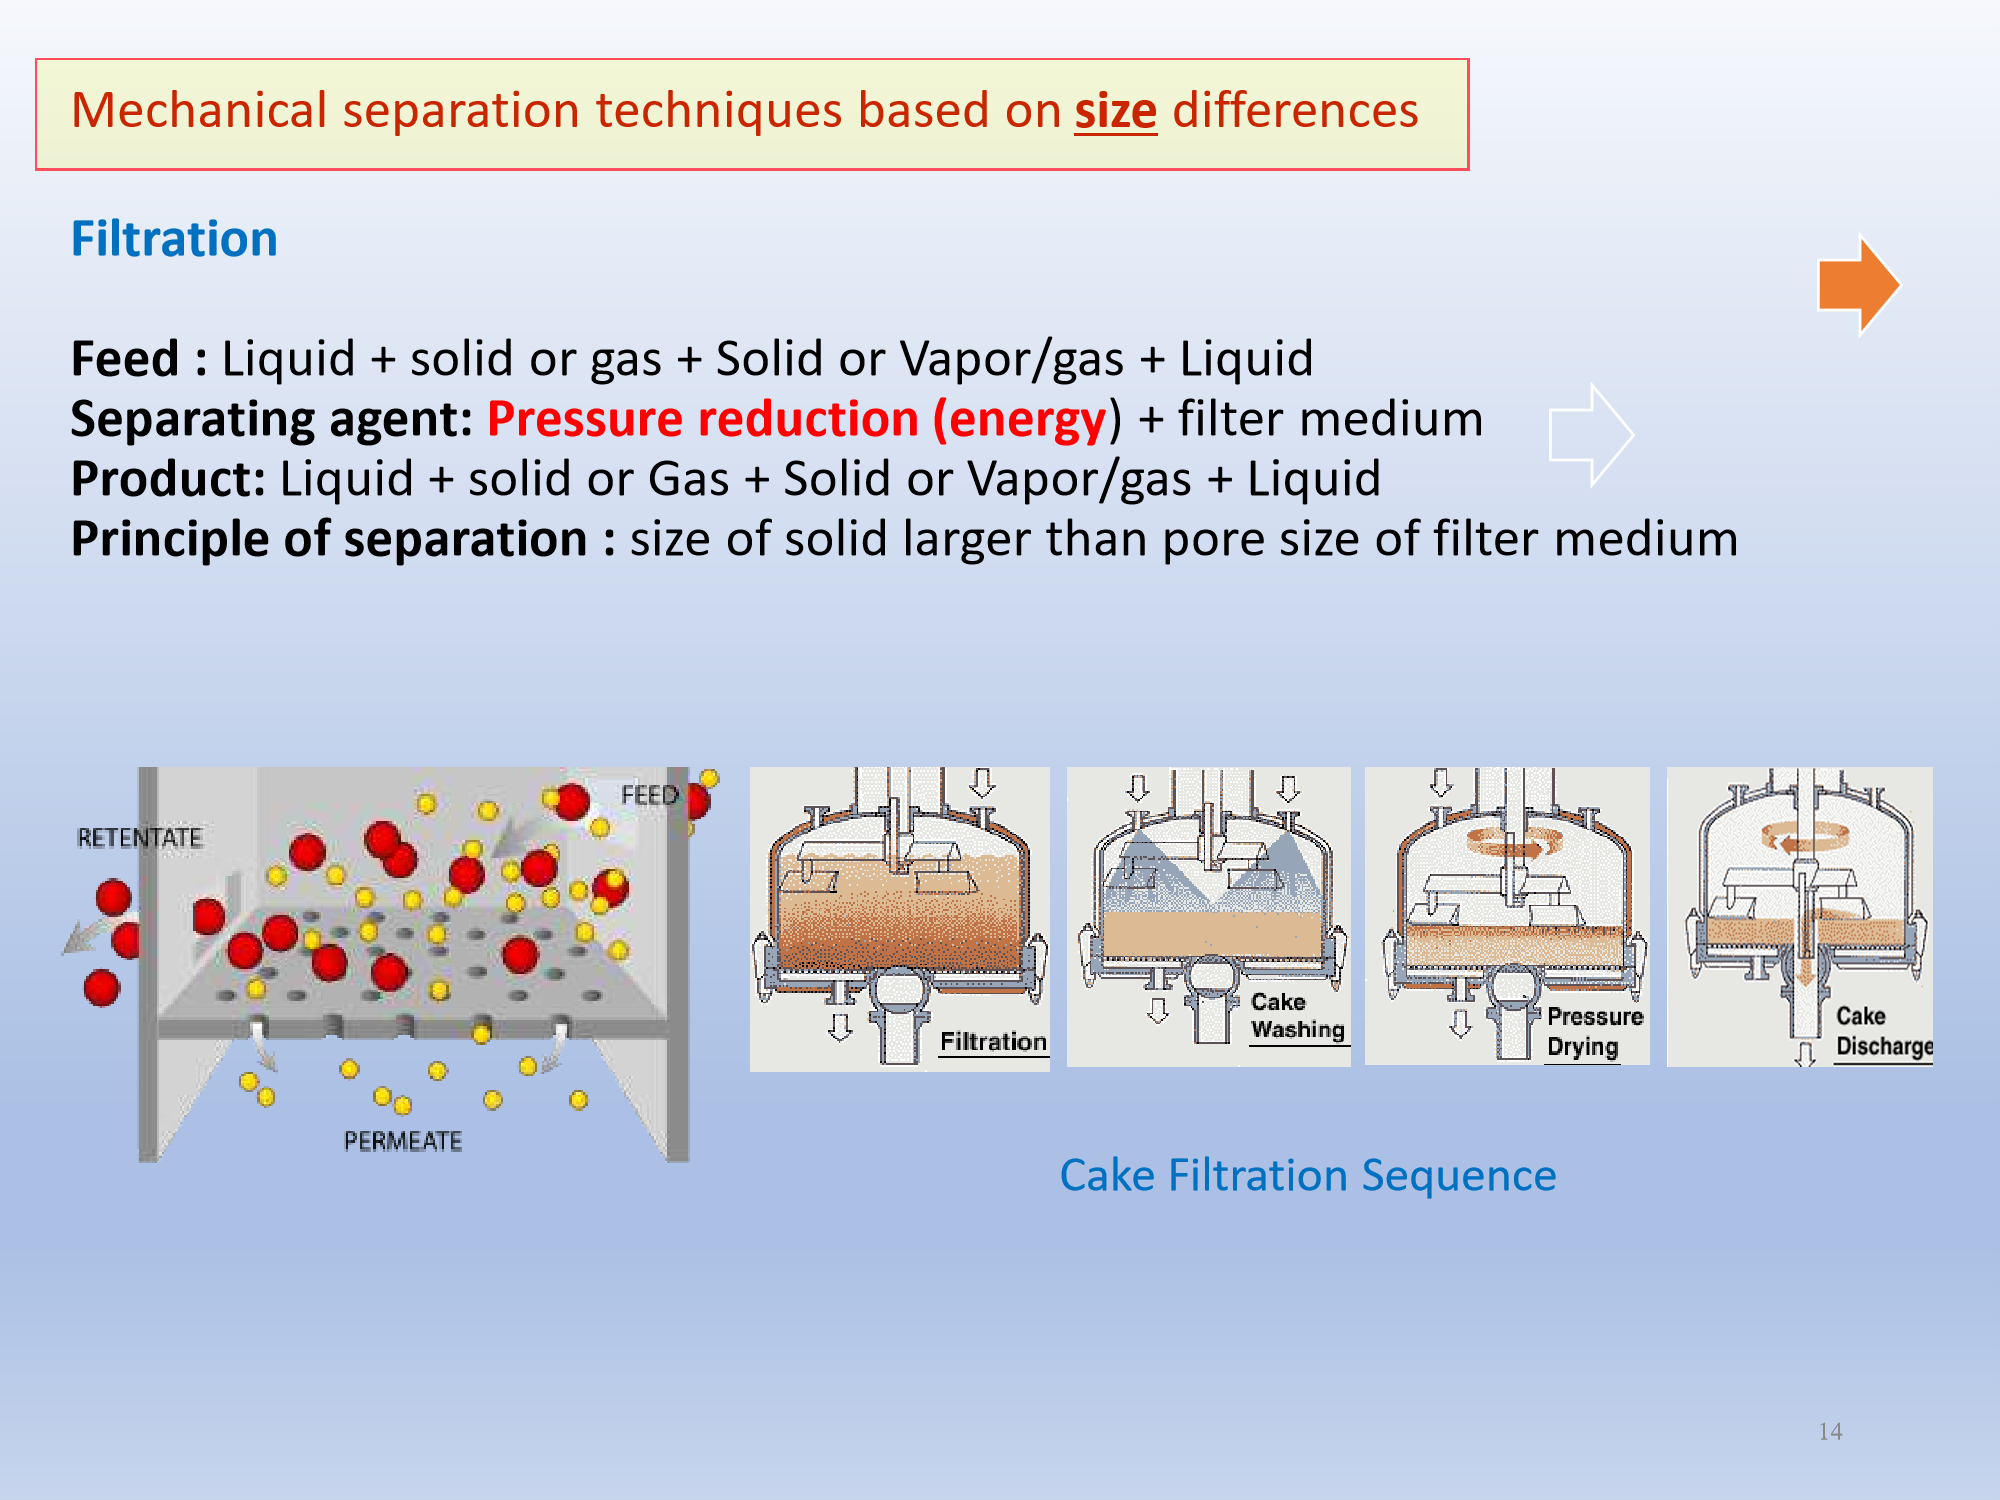 Mechanical separation techniques based on size differences
Filtration
Feed : Liquid + solid or gas + Solid or Vapor/gas + Liquid
Separating agent: Pressure reduction (energy) + filter medium
Product: Liquid + solid or Gas + Solid or Vapor/gas + Liquid
Principle of separation : size of solid larger than pore size of filter medium
FEED
RETENTATE
PERMEATE
Filtration
Cake
Washing
Pressure
Drying
Cake
Discharge
Cake Filtration Sequence
14